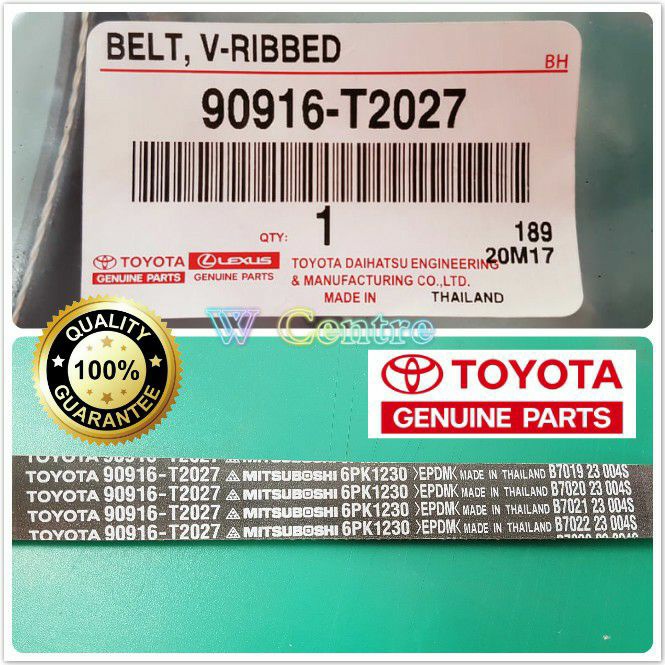 BELT, V-RIBBED
BH
90916-T2027
QTY: 1
189
20M17
TOYOTA
GENUINE PARTS
LEXUS
GENUINE PARTS
TOYOTA DAIHATSU ENGINEERING
& MANUFACTURING CO.,LTD.
MADE IN THAILAND
W Centre
QUALITY
100%
GUARANTEE
TOYOTA
GENUINE PARTS
TOYOTA 90916-T2027
TOYOTA 90916-T2027 MITSUBOSHI 6PK1230 >EPDM< MADE IN THAILAND B7019 23 004S
TOYOTA 90916-T2027 MITSUBOSHI 6PK1230 >EPDM< MADE IN THAILAND B7020 23 004S
TOYOTA 90916-T2027 MITSUBOSHI 6PK1230 >EPDM< MADE IN THAILAND B7021 23 004S
TOYOTA 90916-T2027 MITSUBOSHI 6PK1230 >EPDM< MADE IN THAILAND B7022 23 004S